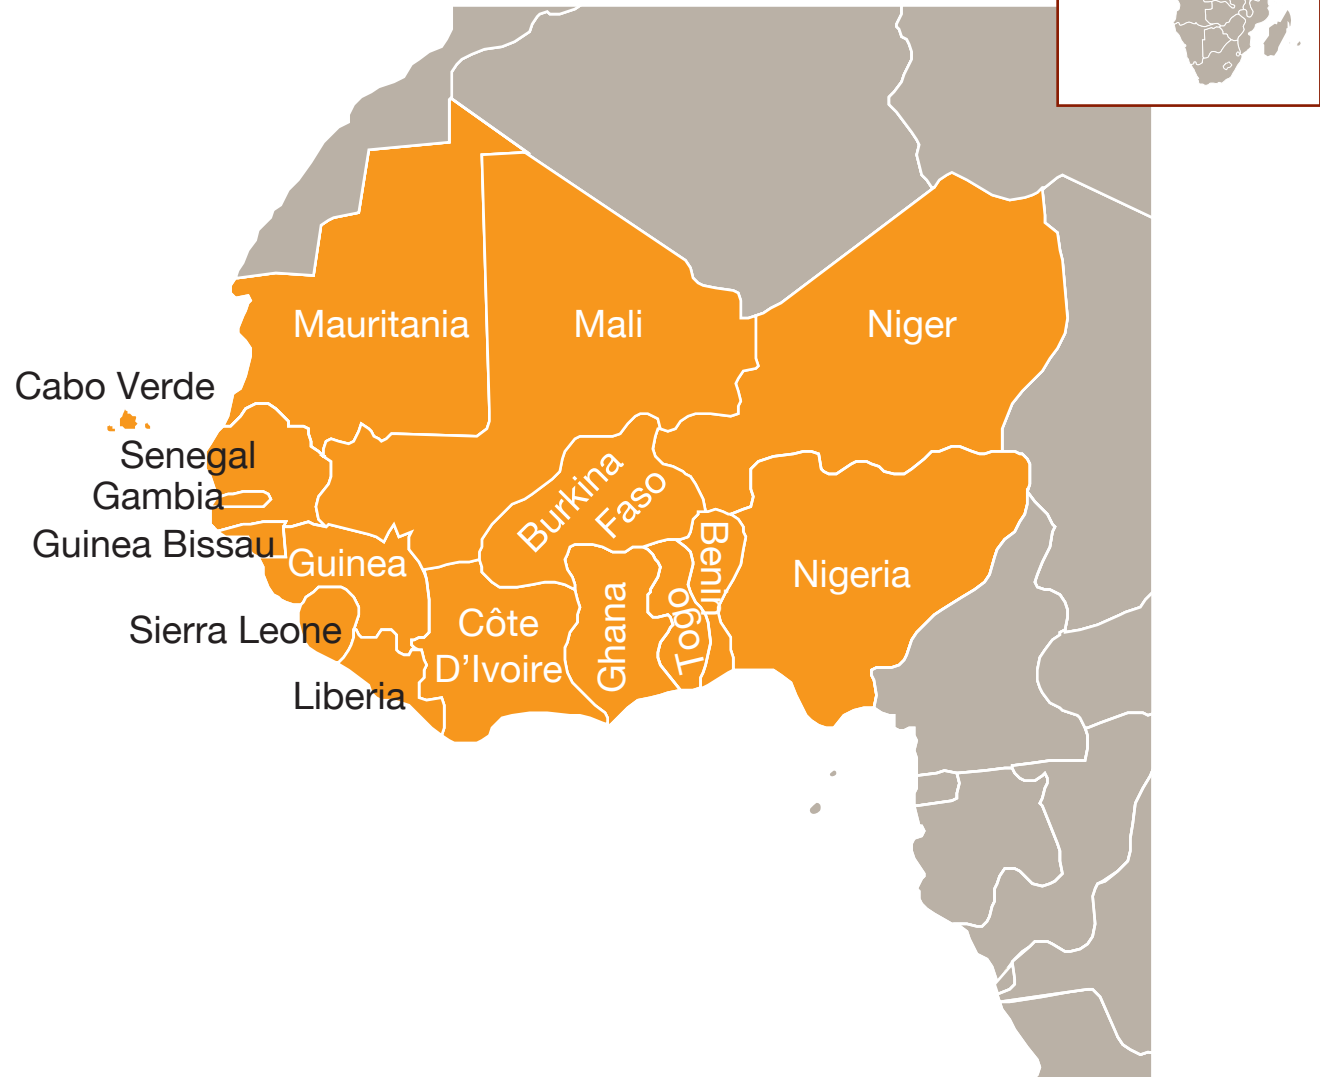 Mauritania
Mali
Niger
Cabo Verde
Senegal
Gambia
Guinea Bissau
Guinea
Sierra Leone
Liberia
Côte
D'Ivoire
Burkina
Faso
Ghana
Togo
Benin
Nigeria